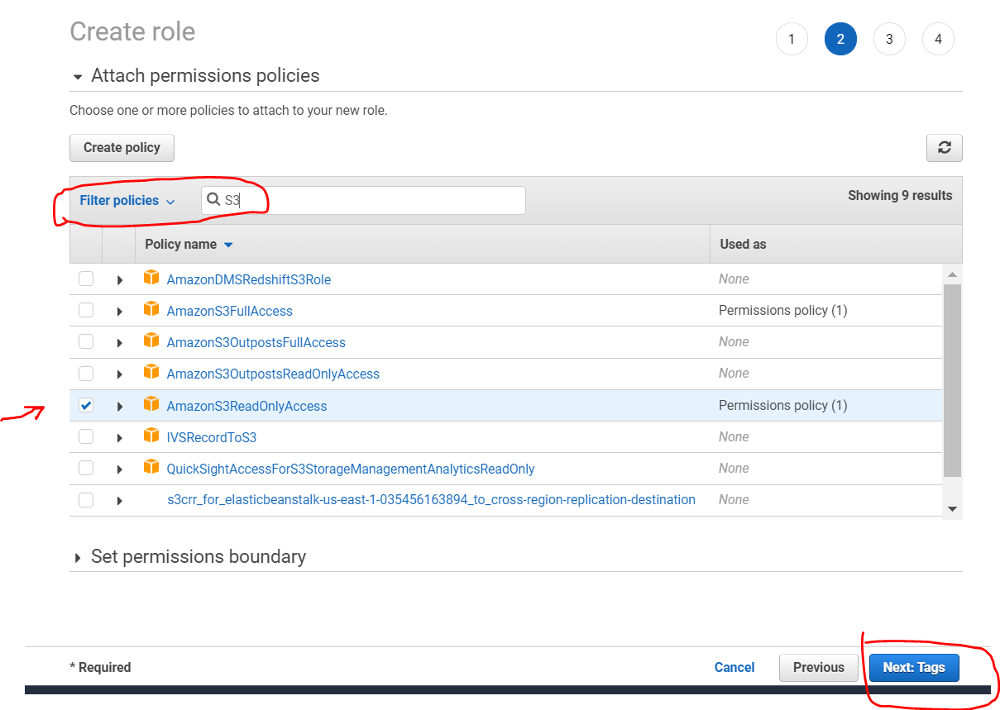 Create role
1 2 3 4
Attach permissions policies
Choose one or more policies to attach to your new role.
Create policy
Filter policies S3 Showing 9 results
Policy name Used as
AmazonDMSRedshiftS3Role None
AmazonS3FullAccess Permissions policy (1)
AmazonS3OutpostsFullAccess None
AmazonS3OutpostsReadOnlyAccess None
AmazonS3ReadOnlyAccess Permissions policy (1)
IVSRecordToS3 None
QuickSightAccessForS3StorageManagementAnalyticsReadOnly None
s3crr_for_elasticbeanstalk-us-east-1-035456163894_to_cross-region-replication-destination None
Set permissions boundary
* Required Cancel Previous Next: Tags